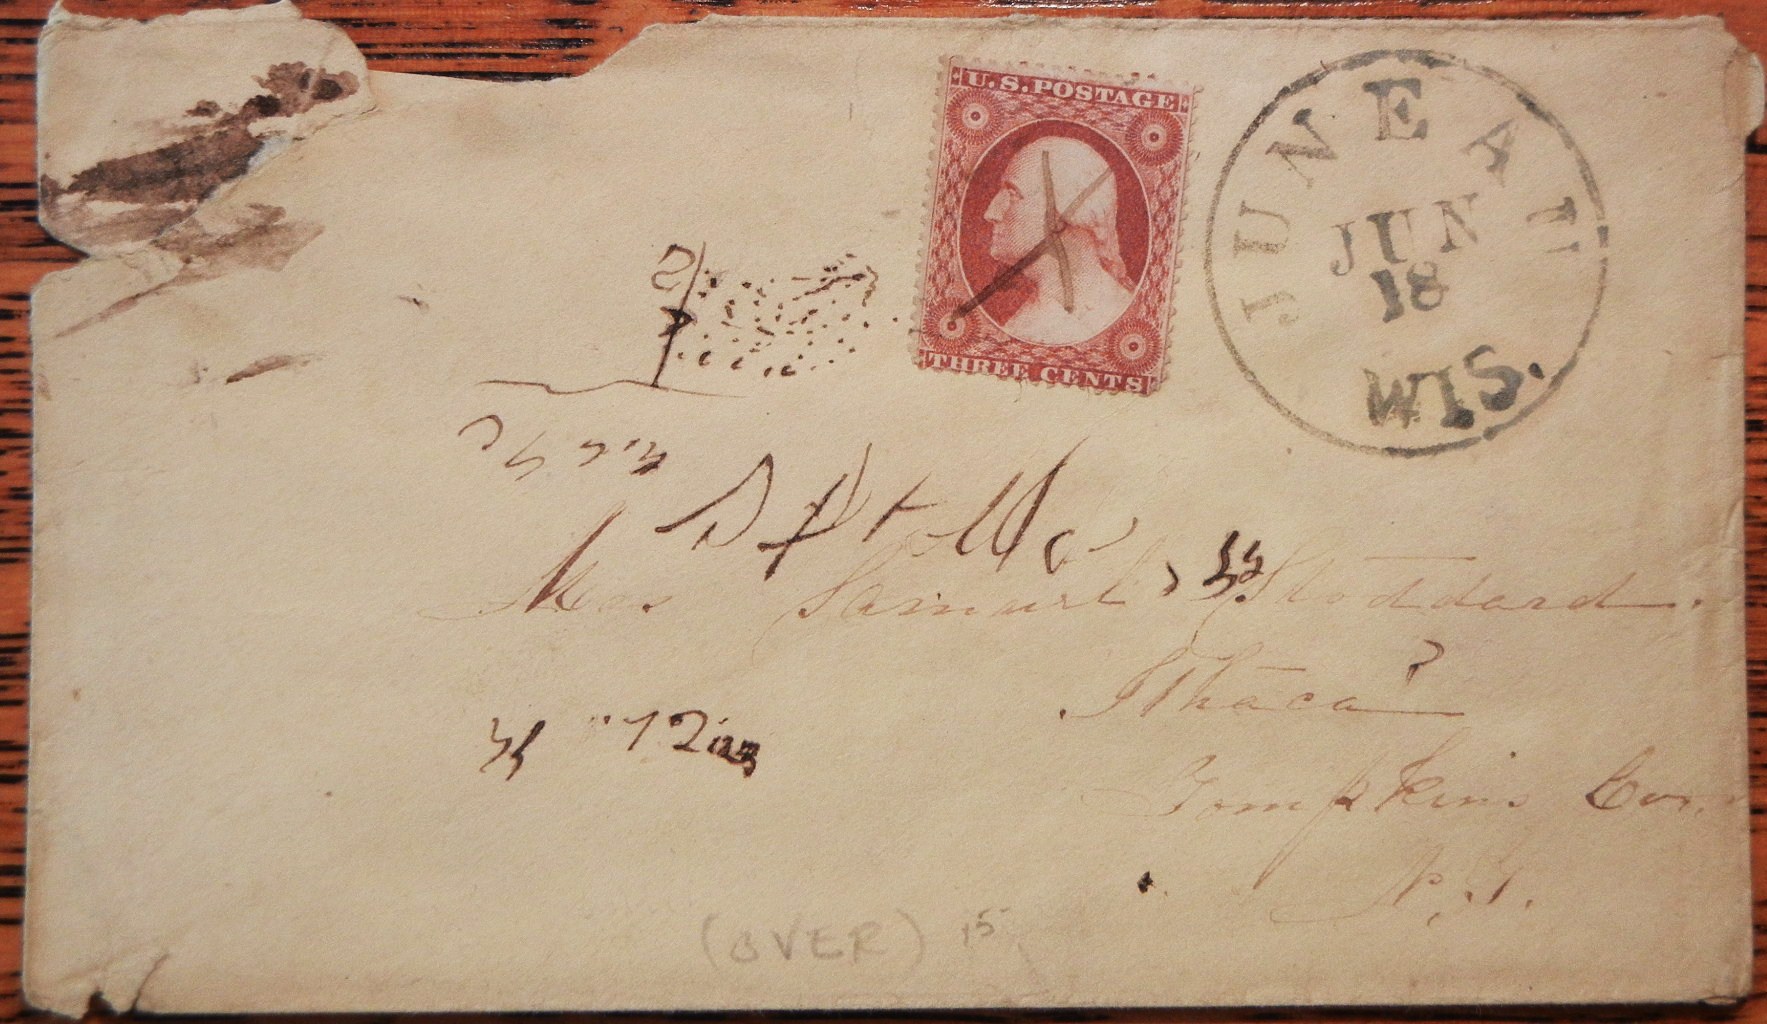 U.S.POSTAGE
THREE CENTS
JUNEAU
JUN
18
WIS.
Mrs Samuel Stoddard.
Ithaca
Tompkins Co.
N.Y.
(OVER) 15